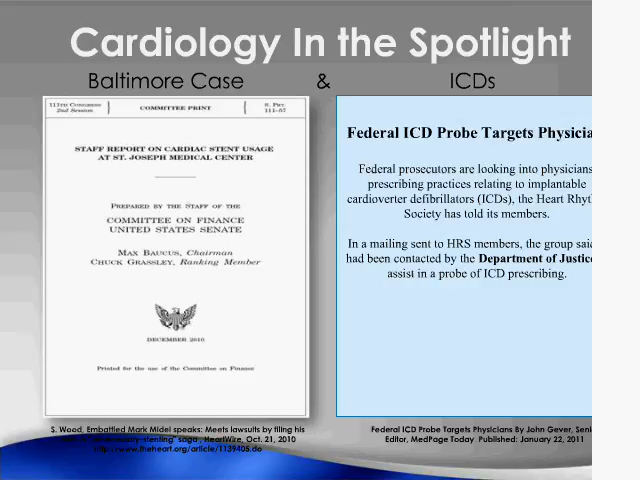 Cardiology In the Spotlight
Baltimore Case & ICDs
111TH CONGRESS
2nd Session
COMMITTEE PRINT
S. PRT.
111-57
STAFF REPORT ON CARDIAC STENT USAGE
AT ST. JOSEPH MEDICAL CENTER
PREPARED BY THE STAFF OF THE
COMMITTEE ON FINANCE
UNITED STATES SENATE
MAX BAUCUS, Chairman
CHUCK GRASSLEY, Ranking Member
DECEMBER 2010
Printed for the use of the Committee on Finance
Federal ICD Probe Targets Physicia
Federal prosecutors are looking into physicians
prescribing practices relating to implantable
cardioverter defibrillators (ICDs), the Heart Rhyth
Society has told its members.
In a mailing sent to HRS members, the group said
had been contacted by the Department of Justice
assist in a probe of ICD prescribing.
S. Wood, Embattled Mark Midei speaks: Meets lawsuits by filing his
saga, HeartWire, Oct. 21, 2010
http://www.theheart.org/article/1139405.do
Federal ICD Probe Targets Physicians By John Gever, Seni
Editor, MedPage Today Published: January 22, 2011